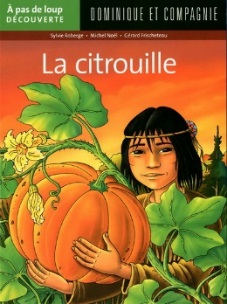 À pas de loup
DÉCOUVERTE
DOMINIQUE ET COMPAGNIE
Sylvie Roberge • Michel Noël • Gérard Frischeteau
La citrouille